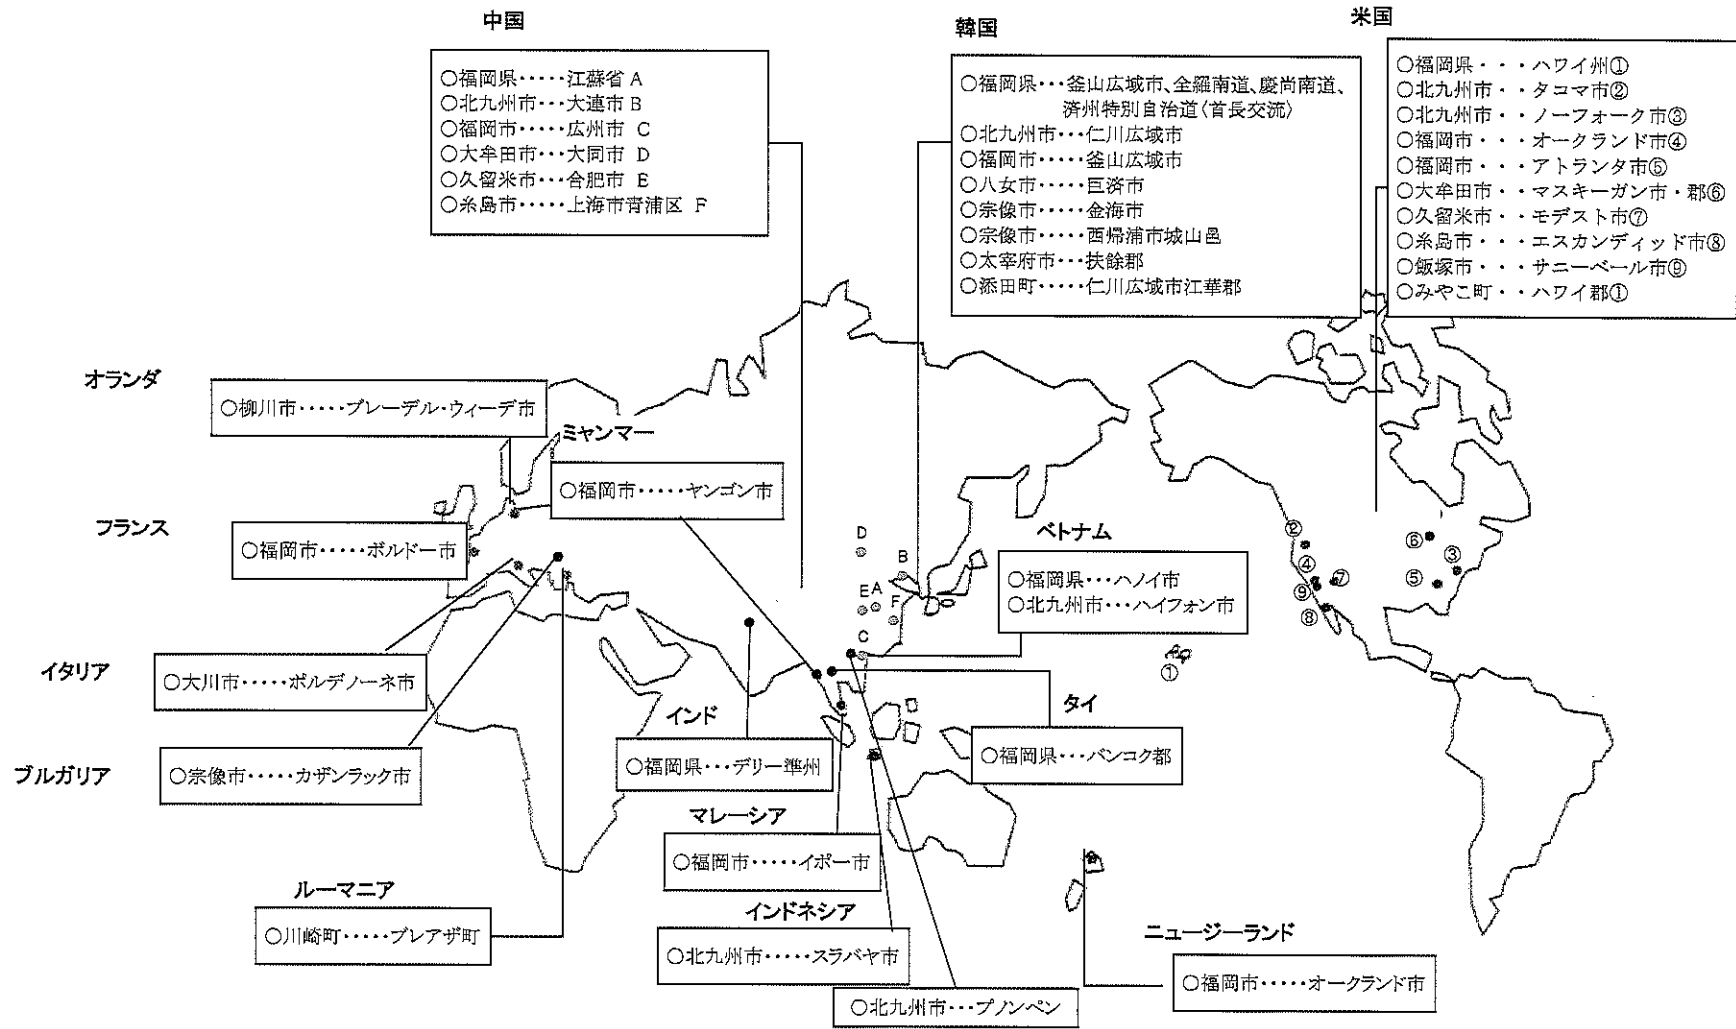 中国
○福岡県・・・・・江蘇省 A
○北九州市・・・大連市 B
○福岡市・・・・・広州市 C
○大牟田市・・・大同市 D
○久留米市・・・合肥市 E
○糸島市・・・・・上海市青浦区 F
韓国
○福岡県・・・釜山広域市、全羅南道、慶尚南道、
済州特別自治道〈首長交流〉
○北九州市・・・仁川広域市
○福岡市・・・・・釜山広域市
○八女市・・・・・巨済市
○宗像市・・・・・金海市
○宗像市・・・・・西帰浦市城山邑
○太宰府市・・・扶餘郡
○添田町・・・・・仁川広域市江華郡
米国
○福岡県・・・ハワイ州①
○北九州市・・タコマ市②
○北九州市・・ノーフォーク市③
○福岡市・・・オークランド市④
○福岡市・・・アトランタ市⑤
○大牟田市・・マスキーガン市・郡⑥
○久留米市・・モデスト市⑦
○糸島市・・・エスカンディッド市⑧
○飯塚市・・・サニーベール市⑨
○みやこ町・・ハワイ郡①
オランダ
○柳川市・・・・・ブレーデル・ウィーデ市
ミャンマー
○福岡市・・・・・ヤンゴン市
フランス
○福岡市・・・・・ボルドー市
ベトナム
○福岡県・・・ハノイ市
○北九州市・・・ハイフォン市
D
B
E
A
F
C
②
④
⑨
⑦
⑧
⑥
③
⑤
①
イタリア
○大川市・・・・・ポルデノーネ市
インド
○福岡県・・・デリー準州
タイ
○福岡県・・・バンコク都
ブルガリア
○宗像市・・・・・カザンラック市
マレーシア
○福岡市・・・・・イポー市
ルーマニア
○川崎町・・・・・ブレアザ町
インドネシア
○北九州市・・・・・スラバヤ市
○北九州市・・・プノンペン
ニュージーランド
○福岡市・・・・・オークランド市